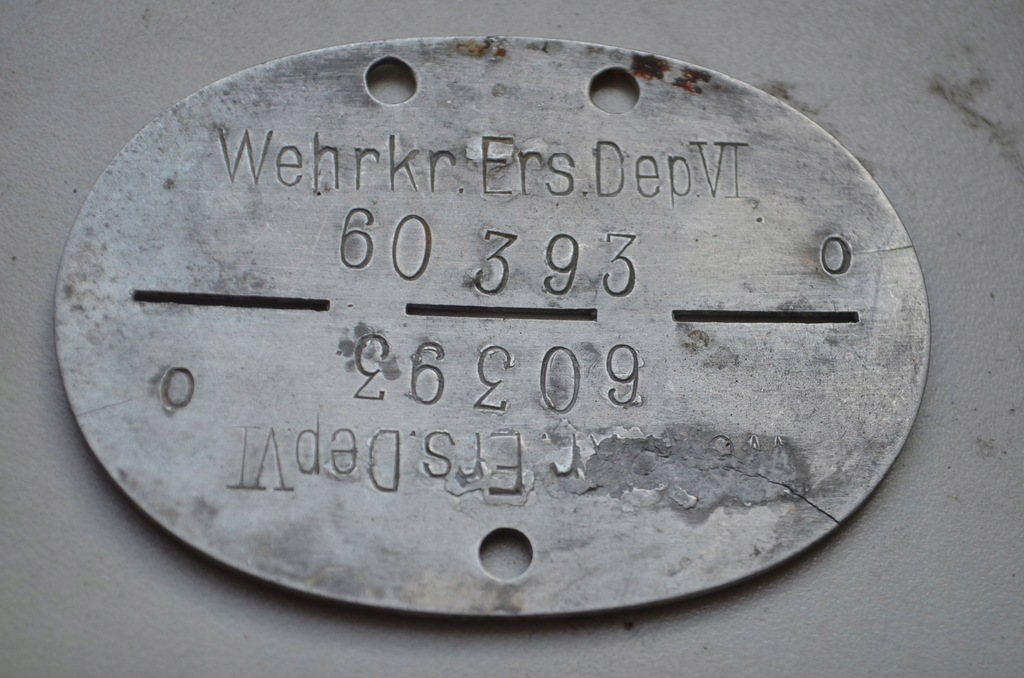 Wehrkr. Ers. Dep. VI
60 393
O
60393
O
r. Ers. Dep VI